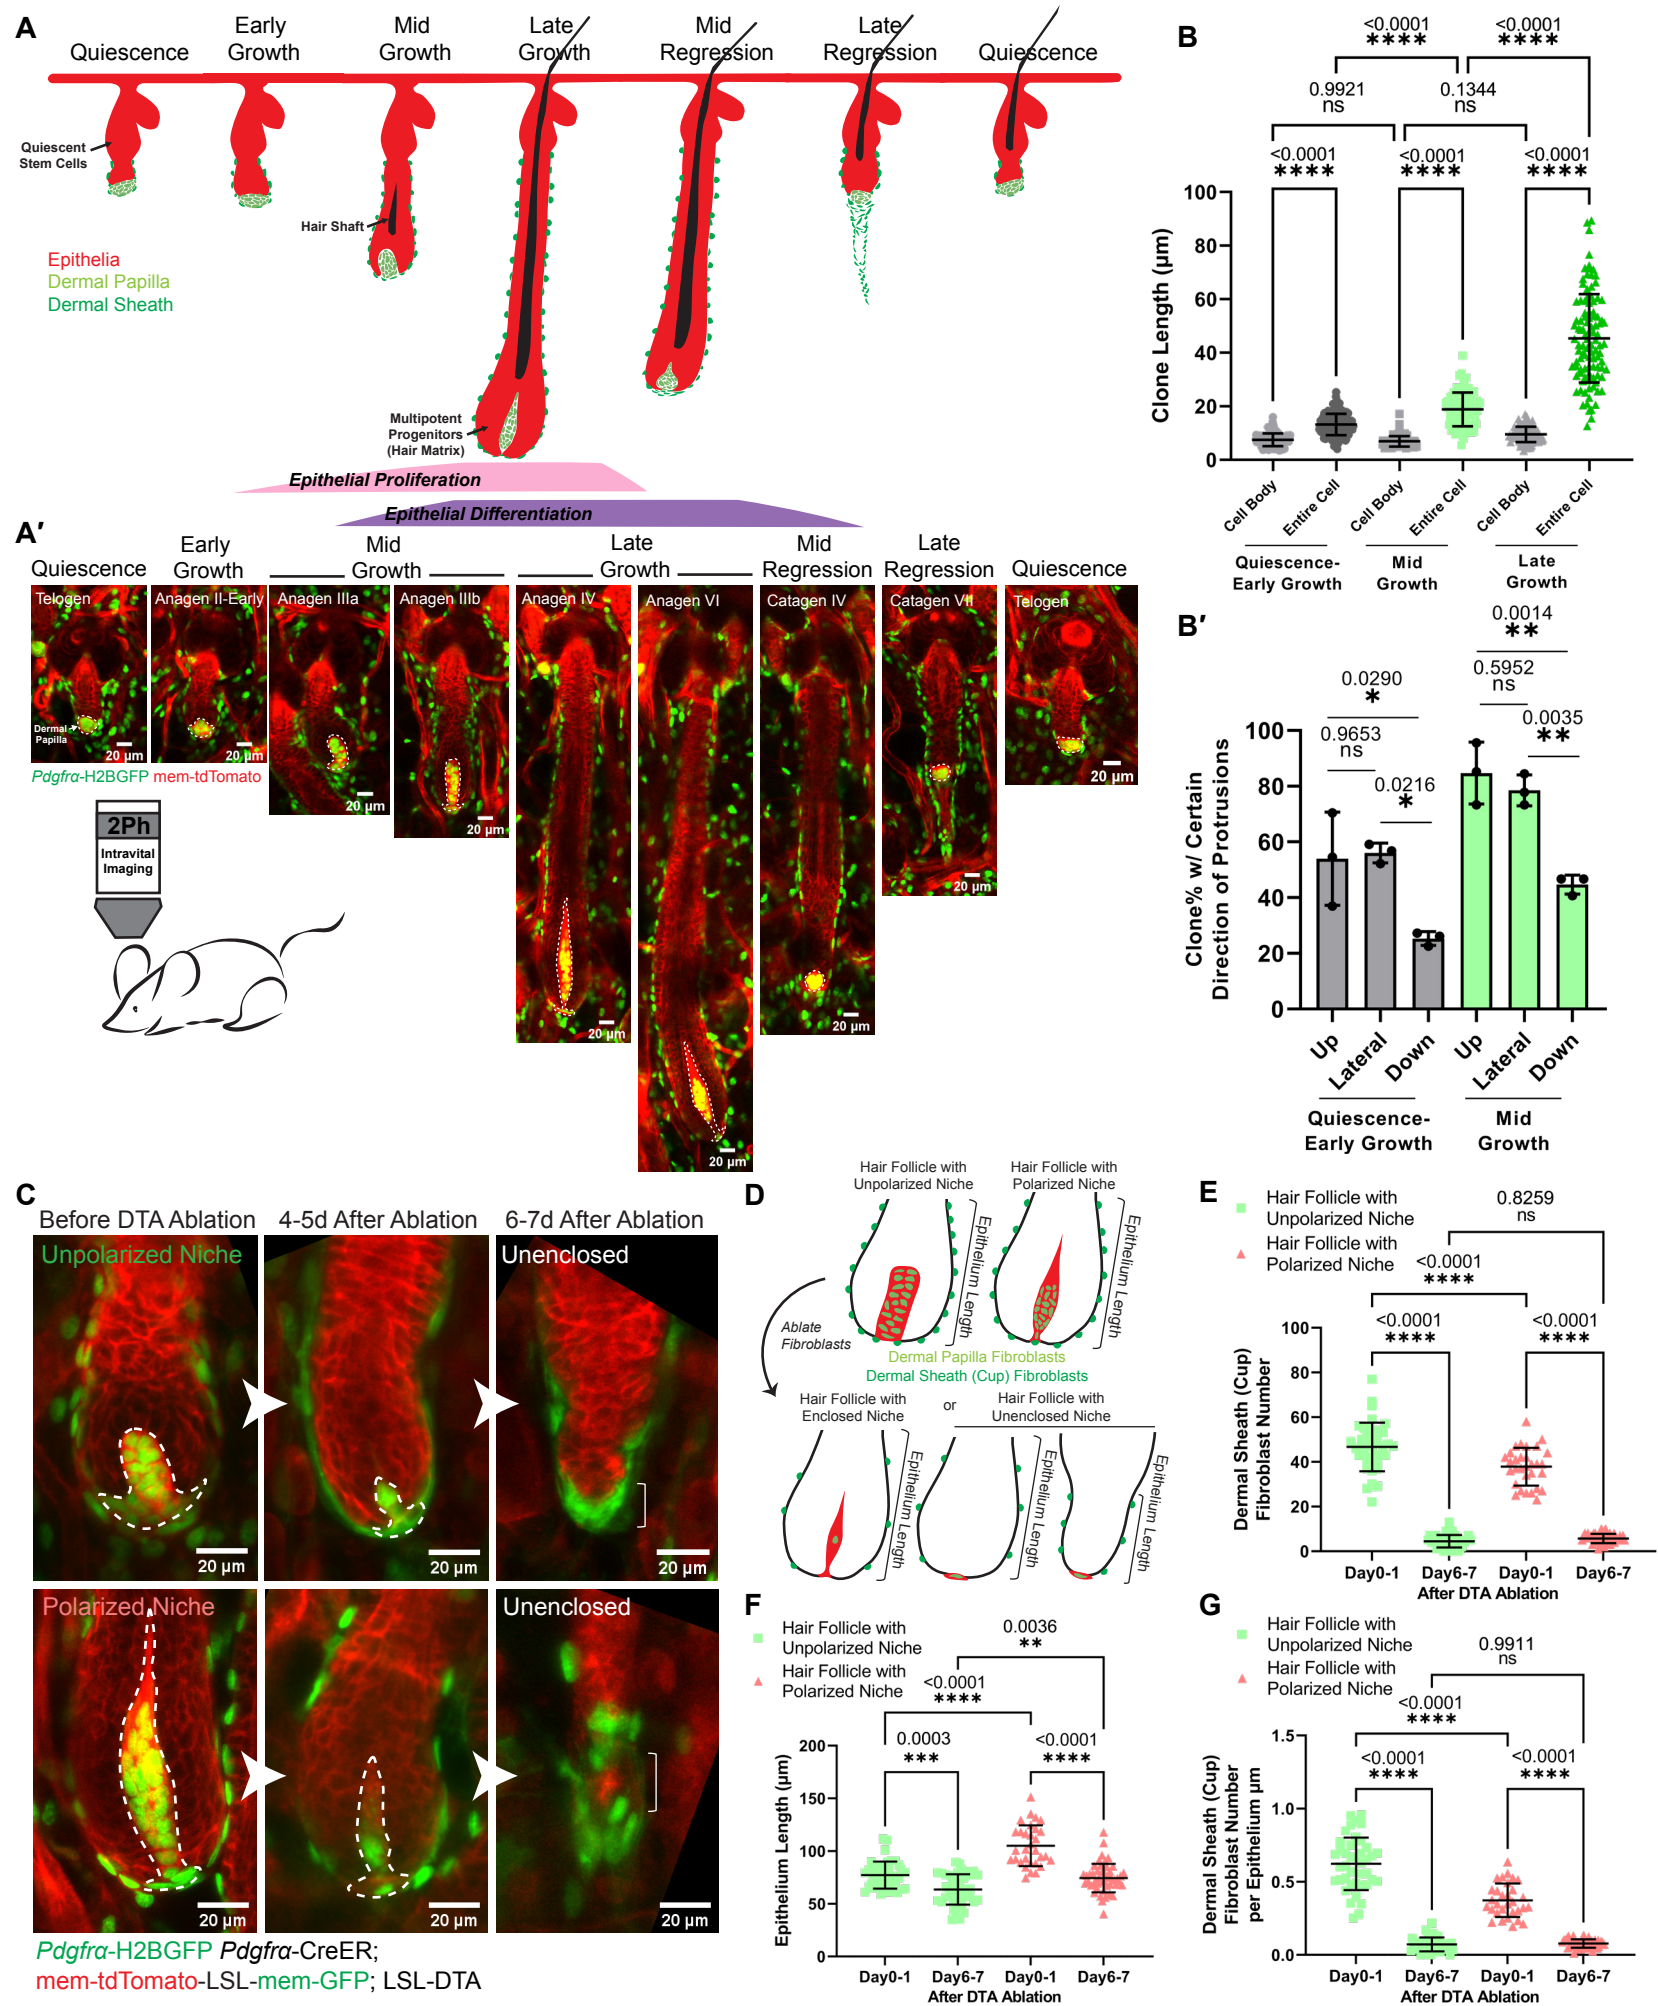 A
Quiescence
Early
Growth
Mid
Growth
Late
Growth
Mid
Regression
Late
Regression
Quiescence
Quiescent
Stem Cells
Hair Shaft
Epithelia
Dermal Papilla
Dermal Sheath
Multipotent
Progenitors
(Hair Matrix)
Epithelial Proliferation
Epithelial Differentiation
A′
Quiescence
Early
Growth
Mid
Growth
Late
Growth
Mid
Regression
Late
Regression
Quiescence
Telogen
Anagen II-Early
Anagen IIIa
Anagen IIIb
Anagen IV
Anagen VI
Catagen IV
Catagen VII
Telogen
Dermal
Papilla
20 µm
20 µm
20 µm
20 µm
20 µm
20 µm
20 µm
20 µm
20 µm
Pdgfrα-H2BGFP mem-tdTomato
2Ph
Intravital
Imaging
B
<0.0001
****
<0.0001
****
0.9921
ns
0.1344
ns
<0.0001
****
<0.0001
****
<0.0001
****
Clone Length (µm)
100
80
60
40
20
0
Cell Body
Entire Cell
Cell Body
Entire Cell
Cell Body
Entire Cell
Quiescence-
Early Growth
Mid
Growth
Late
Growth
B′
0.0014
**
0.5952
ns
0.0290
*
0.0035
**
0.9653
ns
0.0216
*
Clone% w/ Certain
Direction of Protrusions
100
80
60
40
20
0
Up
Lateral
Down
Up
Lateral
Down
Quiescence-
Early Growth
Mid
Growth
C
Before DTA Ablation
4-5d After Ablation
6-7d After Ablation
Unpolarized Niche
Unenclosed
20 µm
20 µm
20 µm
Polarized Niche
Unenclosed
20 µm
20 µm
20 µm
Pdgfrα-H2BGFP Pdgfrα-CreER;
mem-tdTomato-LSL-mem-GFP; LSL-DTA
D
Hair Follicle with
Unpolarized Niche
Hair Follicle with
Polarized Niche
Epithelium Length
Epithelium Length
Ablate
Fibroblasts
Dermal Papilla Fibroblasts
Dermal Sheath (Cup) Fibroblasts
Hair Follicle with
Enclosed Niche
or
Hair Follicle with
Unenclosed Niche
Epithelium Length
Epithelium Length
Epithelium Length
E
Hair Follicle with
Unpolarized Niche
Hair Follicle with
Polarized Niche
0.8259
ns
<0.0001
****
<0.0001
****
<0.0001
****
Dermal Sheath (Cup)
Fibroblast Number
100
80
60
40
20
0
Day0-1
Day6-7
Day0-1
Day6-7
After DTA Ablation
F
Hair Follicle with
Unpolarized Niche
Hair Follicle with
Polarized Niche
0.0036
**
<0.0001
****
0.0003
***
<0.0001
****
Epithelium Length (µm)
200
150
100
50
0
Day0-1
Day6-7
Day0-1
Day6-7
After DTA Ablation
G
Hair Follicle with
Unpolarized Niche
Hair Follicle with
Polarized Niche
0.9911
ns
<0.0001
****
<0.0001
****
<0.0001
****
Dermal Sheath (Cup)
Fibroblast Number
per Epithelium µm
1.5
1.0
0.5
0.0
Day0-1
Day6-7
Day0-1
Day6-7
After DTA Ablation